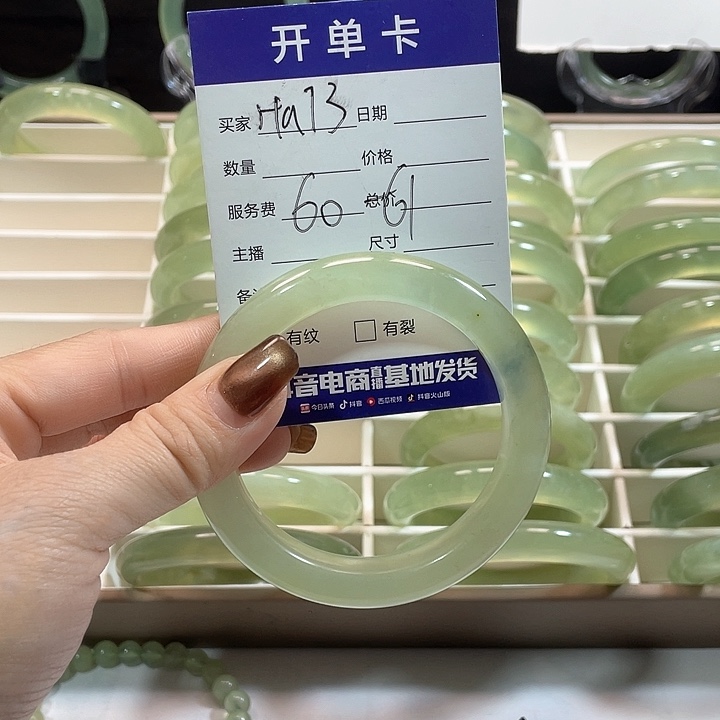 开单卡
买家 Ha13 日期
数量 价格
服务费 60 总价 61
主播 尺寸
有纹 □ 有裂
抖音电商直播基地发货
今日头条 抖音 西瓜视频 抖音火山版